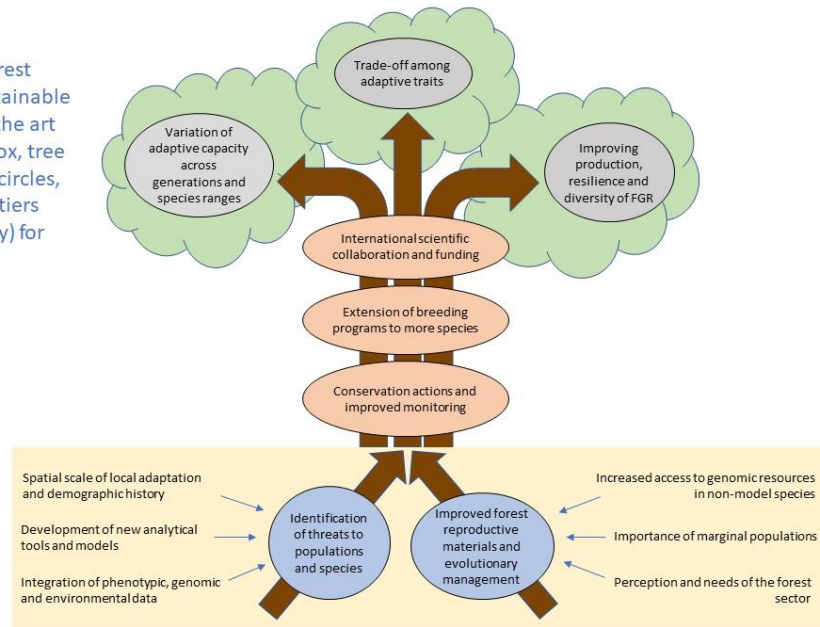 rest
tainable
the art
ox, tree
circles,
tiers
y) for
Trade-off among
adaptive traits
Variation of
adaptive capacity
across
generations and
species ranges
Improving
production,
resilience and
diversity of FGR
International scientific
collaboration and funding
Extension of breeding
programs to more species
Conservation actions and
improved monitoring
Spatial scale of local adaptation
and demographic history
Development of new analytical
tools and models
Integration of phenotypic, genomic
and environmental data
Identification
of threats to
populations
and species
Improved forest
reproductive
materials and
evolutionary
management
Increased access to genomic resources
in non-model species
Importance of marginal populations
Perception and needs of the forest
sector